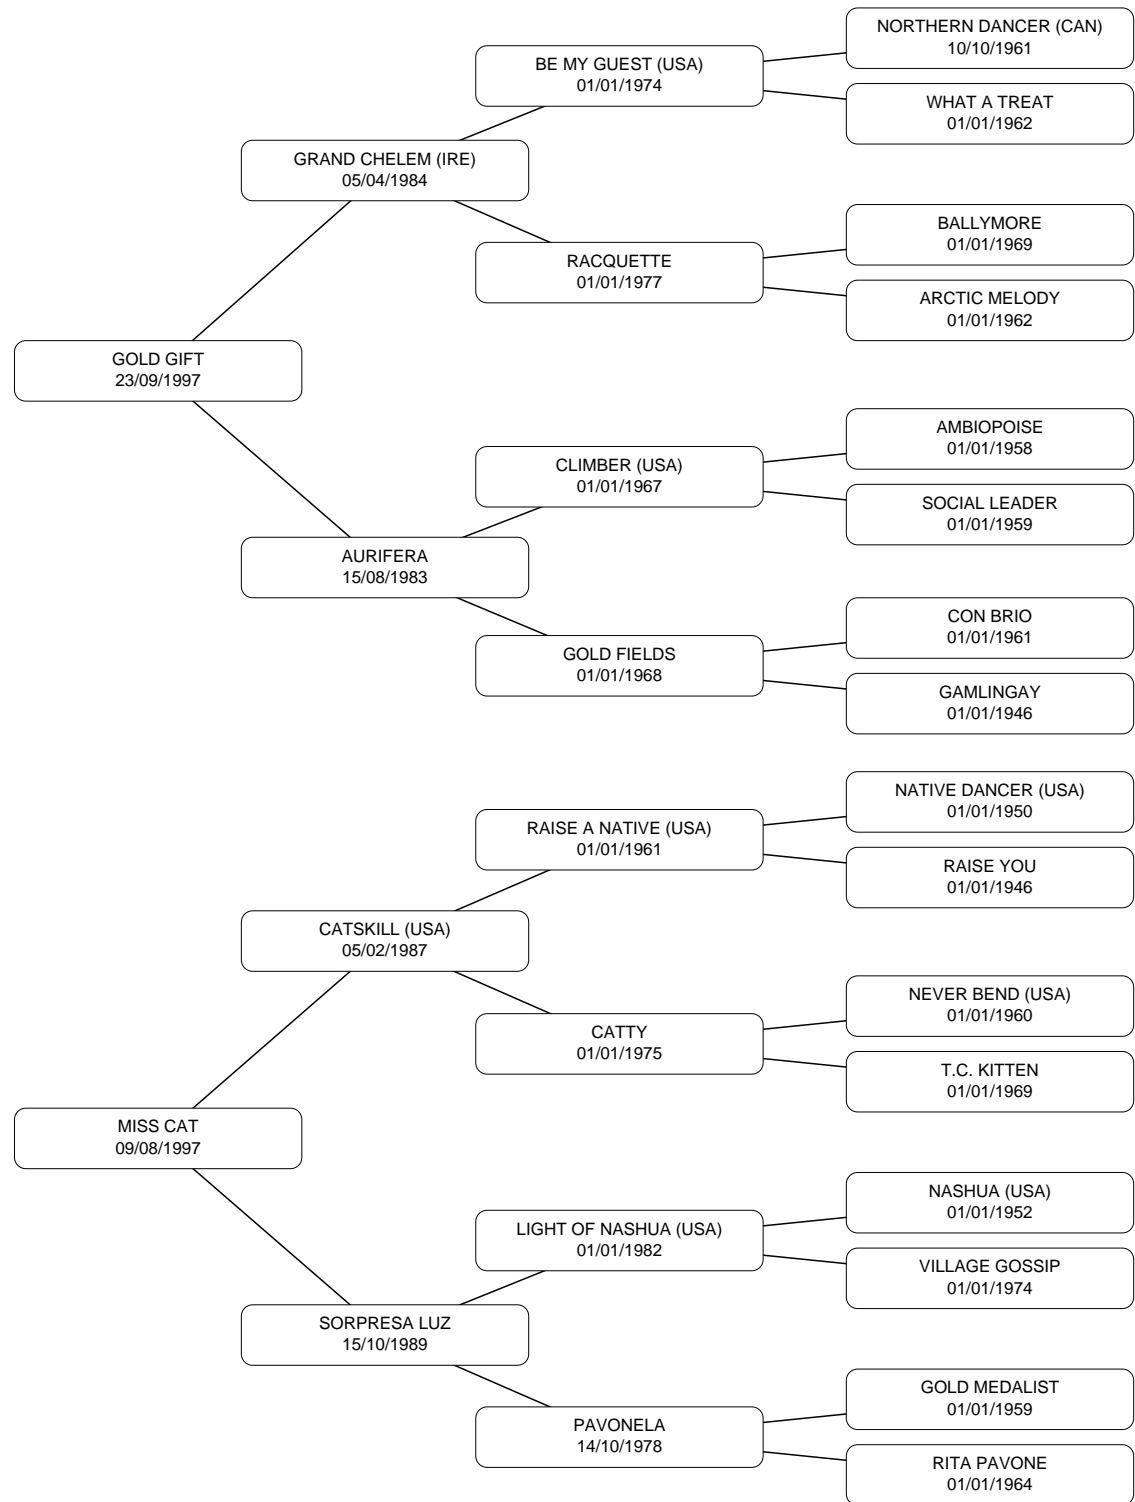 NORTHERN DANCER (CAN)
10/10/1961
BE MY GUEST (USA)
01/01/1974
WHAT A TREAT
01/01/1962
GRAND CHELEM (IRE)
05/04/1984
BALLYMORE
01/01/1969
RACQUETTE
01/01/1977
ARCTIC MELODY
01/01/1962
GOLD GIFT
23/09/1997
AMBIOPOISE
01/01/1958
CLIMBER (USA)
01/01/1967
SOCIAL LEADER
01/01/1959
AURIFERA
15/08/1983
CON BRIO
01/01/1961
GOLD FIELDS
01/01/1968
GAMLINGAY
01/01/1946
NATIVE DANCER (USA)
01/01/1950
RAISE A NATIVE (USA)
01/01/1961
RAISE YOU
01/01/1946
CATSKILL (USA)
05/02/1987
NEVER BEND (USA)
01/01/1960
CATTY
01/01/1975
T.C. KITTEN
01/01/1969
MISS CAT
09/08/1997
NASHUA (USA)
01/01/1952
LIGHT OF NASHUA (USA)
01/01/1982
VILLAGE GOSSIP
01/01/1974
SORPRESA LUZ
15/10/1989
GOLD MEDALIST
01/01/1959
PAVONELA
14/10/1978
RITA PAVONE
01/01/1964